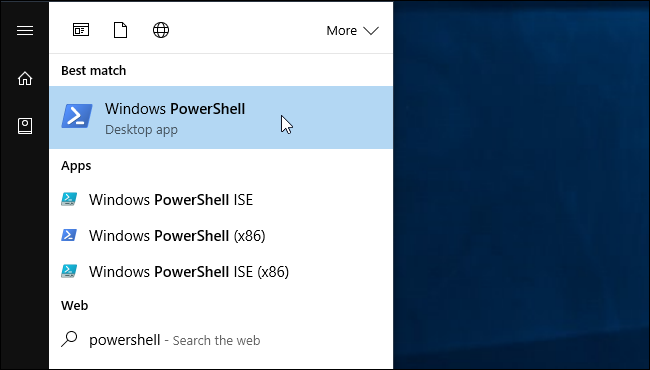 More
Best match
Windows PowerShell
Desktop app
Apps
Windows PowerShell ISE
Windows PowerShell (x86)
Windows PowerShell ISE (x86)
Web
powershell - Search the web